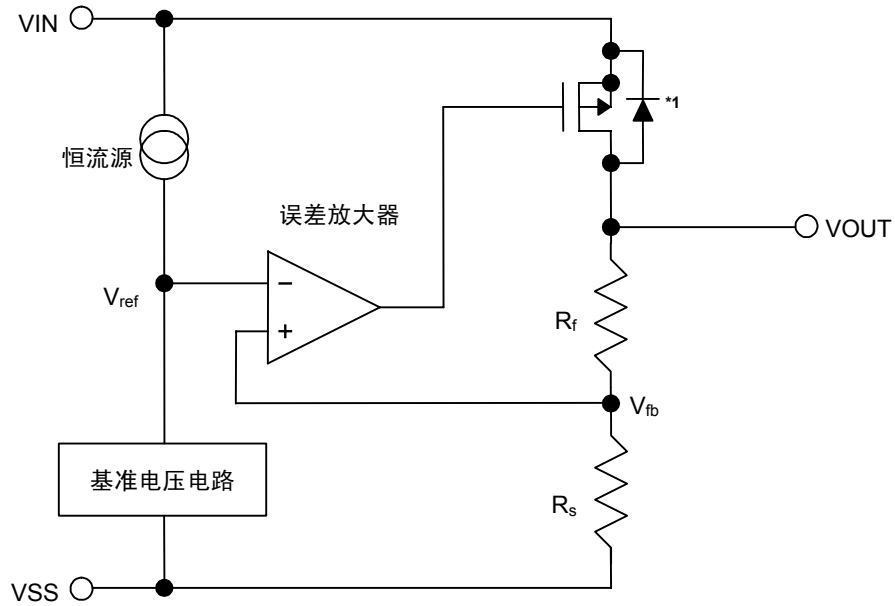 VIN
*1
恒流源
误差放大器
VOUT
Vref
−
+
Rf
Vfb
基准电压电路
Rs
VSS